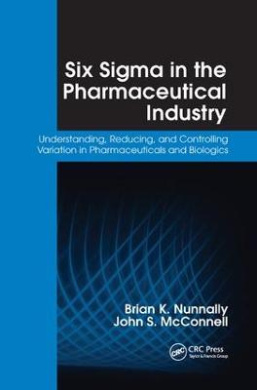 Six Sigma in the
Pharmaceutical
Industry
Understanding, Reducing, and Controlling
Variation in Pharmaceuticals and Biologics
Brian K. Nunnally
John S. McConnell
CRC
CRC Press
Taylor & Francis Group